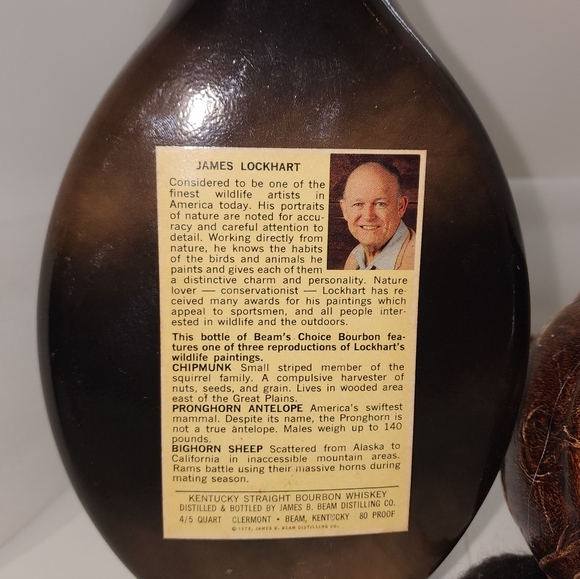 JAMES LOCKHART
Considered to be one of the
finest wildlife artists in
America today. His portraits
of nature are noted for accu-
racy and careful attention to
detail. Working directly from
nature, he knows the habits
of the birds and animals he
paints and gives each of them
a distinctive charm and personality. Nature
lover — conservationist — Lockhart has re-
ceived many awards for his paintings which
appeal to sportsmen, and all people inter-
ested in wildlife and the outdoors.
This bottle of Beam's Choice Bourbon fea-
tures one of three reproductions of Lockhart's
wildlife paintings.
CHIPMUNK Small striped member of the
squirrel family. A compulsive harvester of
nuts, seeds, and grain. Lives in wooded area
east of the Great Plains.
PRONGHORN ANTELOPE America's swiftest
mammal. Despite its name, the Pronghorn is
not a true antelope. Males weigh up to 140
pounds.
BIGHORN SHEEP Scattered from Alaska to
California in inaccessible mountain areas.
Rams battle using their massive horns during
mating season.
KENTUCKY STRAIGHT BOURBON WHISKEY
DISTILLED & BOTTLED BY JAMES B. BEAM DISTILLING CO.
4/5 QUART CLERMONT • BEAM, KENTUCKY 80 PROOF
JAMES B. BEAM DISTILLING CO.